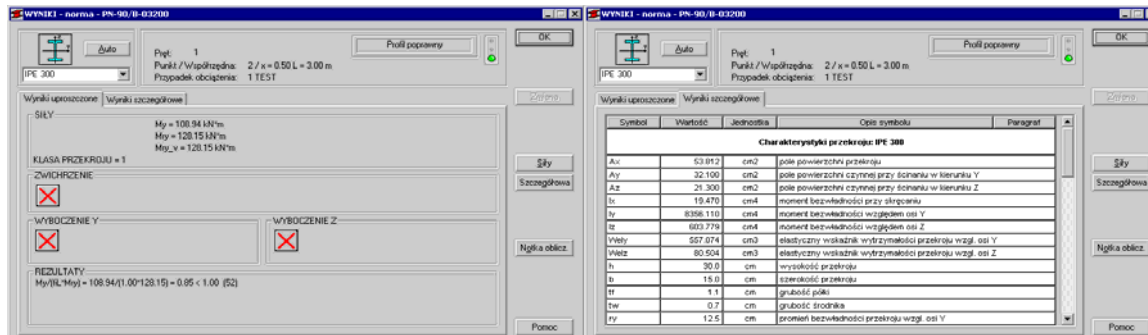 WYNIKI - norma - PN-90/B-03200
Auto
IPE 300
Pręt: 1
Punkt / Współrzędna: 2 / x = 0.50 L = 3.00 m
Przypadek obciążenia: 1 TEST
Profil poprawny
OK
Zmiana
Wyniki uproszczone Wyniki szczegółowe
SIŁY
My = 108.94 kN*m
Mry = 128.15 kN*m
Mry_v = 128.15 kN*m
KLASA PRZEKROJU = 1
ZWICHRZENIE
WYBOCZENIE Y
WYBOCZENIE Z
REZULTATY
My/(fiL*Mry) = 108.94/(1.00*128.15) = 0.85 < 1.00 (52)
Siły
Szczegółowa
Notka oblicz.
Pomoc
WYNIKI - norma - PN-90/B-03200
Auto
IPE 300
Pręt: 1
Punkt / Współrzędna: 2 / x = 0.50 L = 3.00 m
Przypadek obciążenia: 1 TEST
Profil poprawny
OK
Zmiana
Wyniki uproszczone Wyniki szczegółowe
Symbol Wartość Jednostka Opis symbolu Paragraf
Charakterystyki przekroju: IPE 300
Ax 53.812 cm2 pole powierzchni przekroju
Ay 32.100 cm2 pole powierzchni czynnej przy ścinaniu w kierunku Y
Az 21.300 cm2 pole powierzchni czynnej przy ścinaniu w kierunku Z
Ix 19.470 cm4 moment bezwładności przy skręcaniu
Iy 8356.110 cm4 moment bezwładności względem osi Y
Iz 603.779 cm4 moment bezwładności względem osi Z
Wely 557.074 cm3 elastyczny wskaźnik wytrzymałości przekroju wzgl. osi Y
Welz 80.504 cm3 elastyczny wskaźnik wytrzymałości przekroju wzgl. osi Z
h 30.0 cm wysokość przekroju
b 15.0 cm szerokość przekroju
tf 1.1 cm grubość półki
tw 0.7 cm grubość środnika
ry 12.5 cm promień bezwładności przekroju wzgl. osi Y
Siły
Szczegółowa
Notka oblicz.
Pomoc